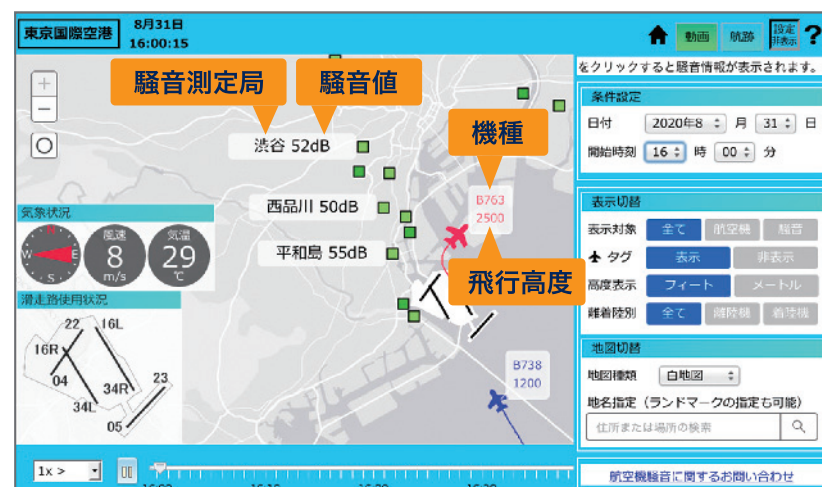 東京国際空港
8月31日
16:00:15
動画
航跡
設定
非表示
?
をクリックすると騒音情報が表示されます。
騒音測定局
騒音値
機種
飛行高度
渋谷 52dB
西品川 50dB
平和島 55dB
B763
2500
B738
1200
気象状況
N
W
E
S
風速
8
m/s
気温
29
℃
滑走路使用状況
22
16L
16R
04
34R
23
34L
05
条件設定
日付
2020年8
月
31
日
開始時刻
16
時
00
分
表示切替
表示対象
全て
航空機
騒音
タグ
表示
非表示
高度表示
フィート
メートル
離着陸別
全て
離陸機
着陸機
地図切替
地図種類
白地図
地名指定（ランドマークの指定も可能）
住所または場所の検索
航空機騒音に関するお問い合わせ
1x >